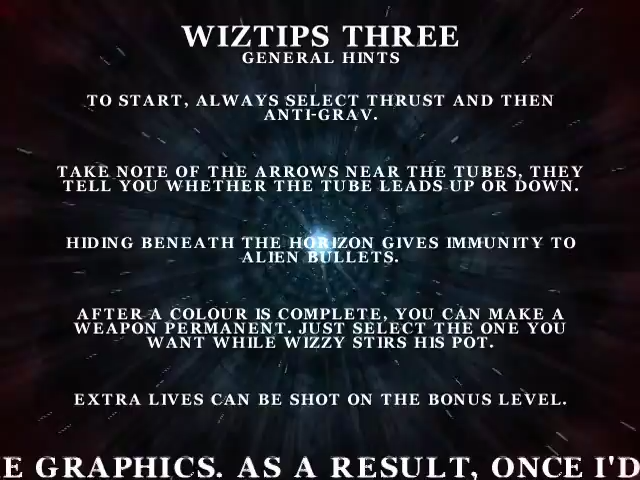 WIZTIPS THREE
GENERAL HINTS
TO START, ALWAYS SELECT THRUST AND THEN
ANTI-GRAV.
TAKE NOTE OF THE ARROWS NEAR THE TUBES, THEY
TELL YOU WHETHER THE TUBE LEADS UP OR DOWN.
HIDING BENEATH THE HORIZON GIVES IMMUNITY TO
ALIEN BULLETS.
AFTER A COLOUR IS COMPLETE, YOU CAN MAKE A
WEAPON PERMANENT. JUST SELECT THE ONE YOU
WANT WHILE WIZZY STIRS HIS POT.
EXTRA LIVES CAN BE SHOT ON THE BONUS LEVEL.
E GRAPHICS. AS A RESULT, ONCE I'D